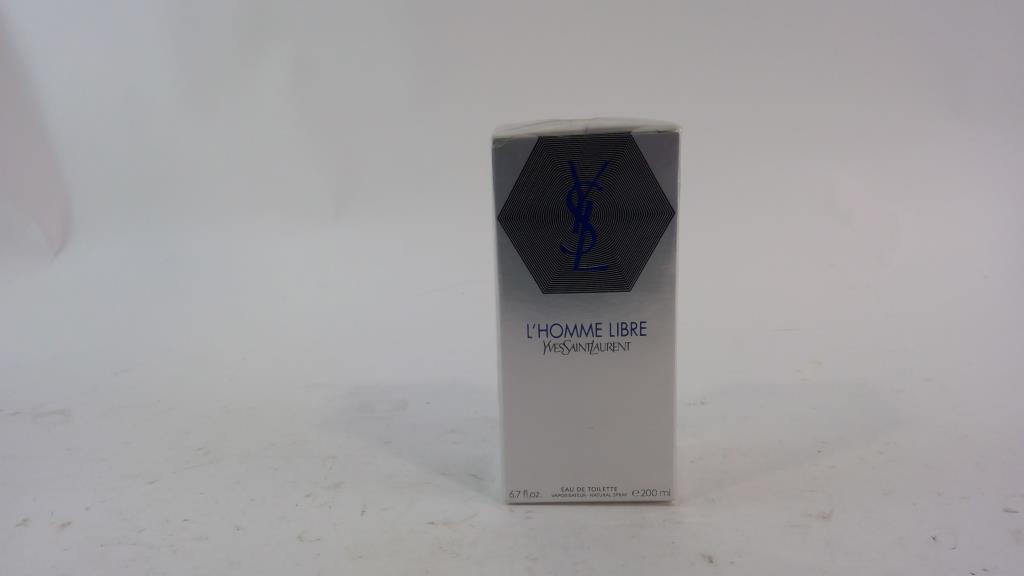 YSL
L'HOMME LIBRE
YVESSAINTLAURENT
EAU DE TOILETTE
6.7 fl.oz. VAPORISATEUR - NATURAL SPRAY ℮200 ml